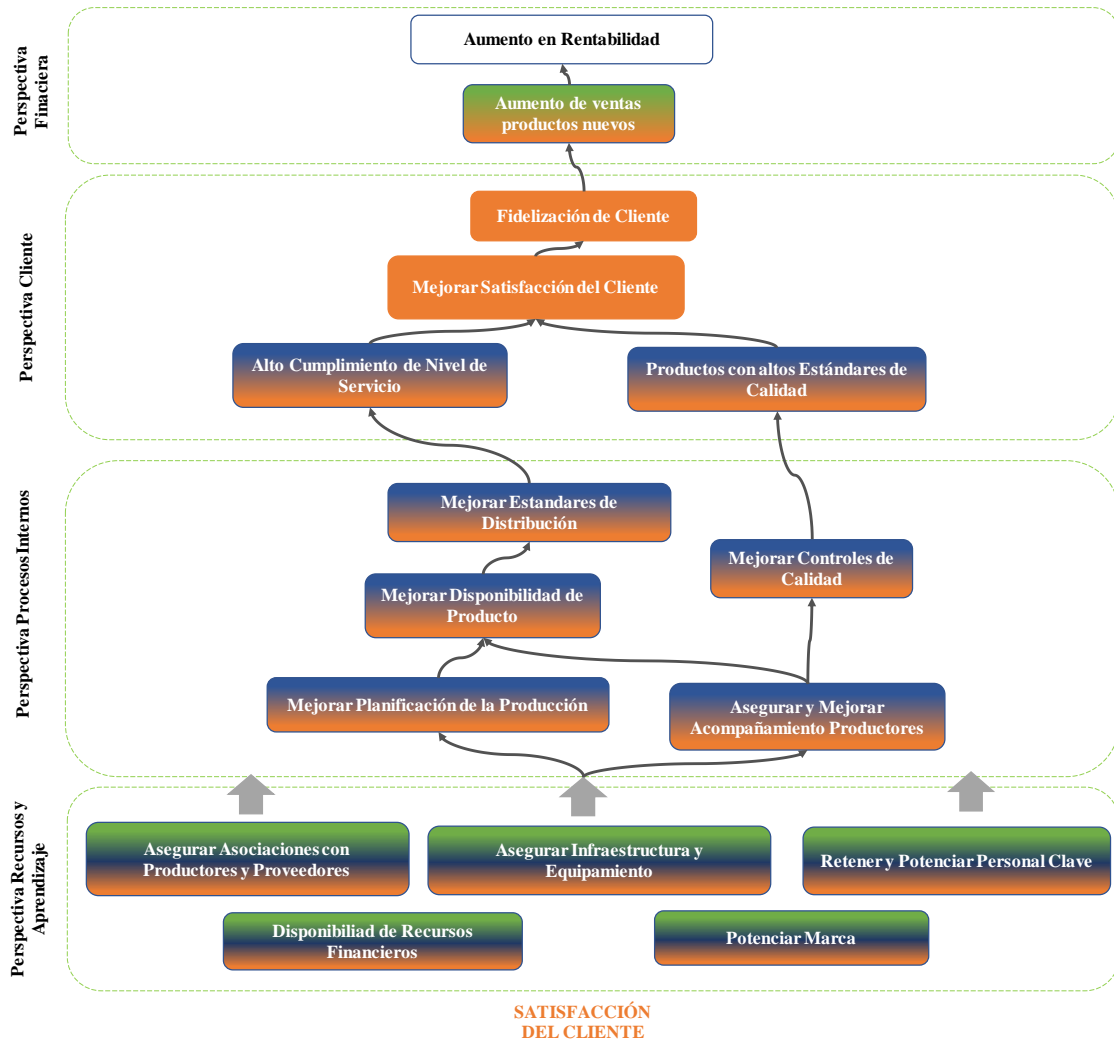 Perspectiva
Finaciera
Aumento en Rentabilidad
Aumento de ventas
productos nuevos
Perspectiva Cliente
Fidelización de Cliente
Mejorar Satisfacción del Cliente
Alto Cumplimiento de Nivel de
Servicio
Productos con altos Estándares de
Calidad
Perspectiva Procesos Internos
Mejorar Estandares de
Distribución
Mejorar Controles de
Calidad
Mejorar Disponibilidad de
Producto
Mejorar Planificación de la Producción
Asegurar y Mejorar
Acompañamiento Productores
Perspectiva Recursos y
Aprendizaje
Asegurar Asociaciones con
Productores y Proveedores
Asegurar Infraestructura y
Equipamiento
Retener y Potenciar Personal Clave
Disponibiliad de Recursos
Financieros
Potenciar Marca
SATISFACCIÓN
DEL CLIENTE